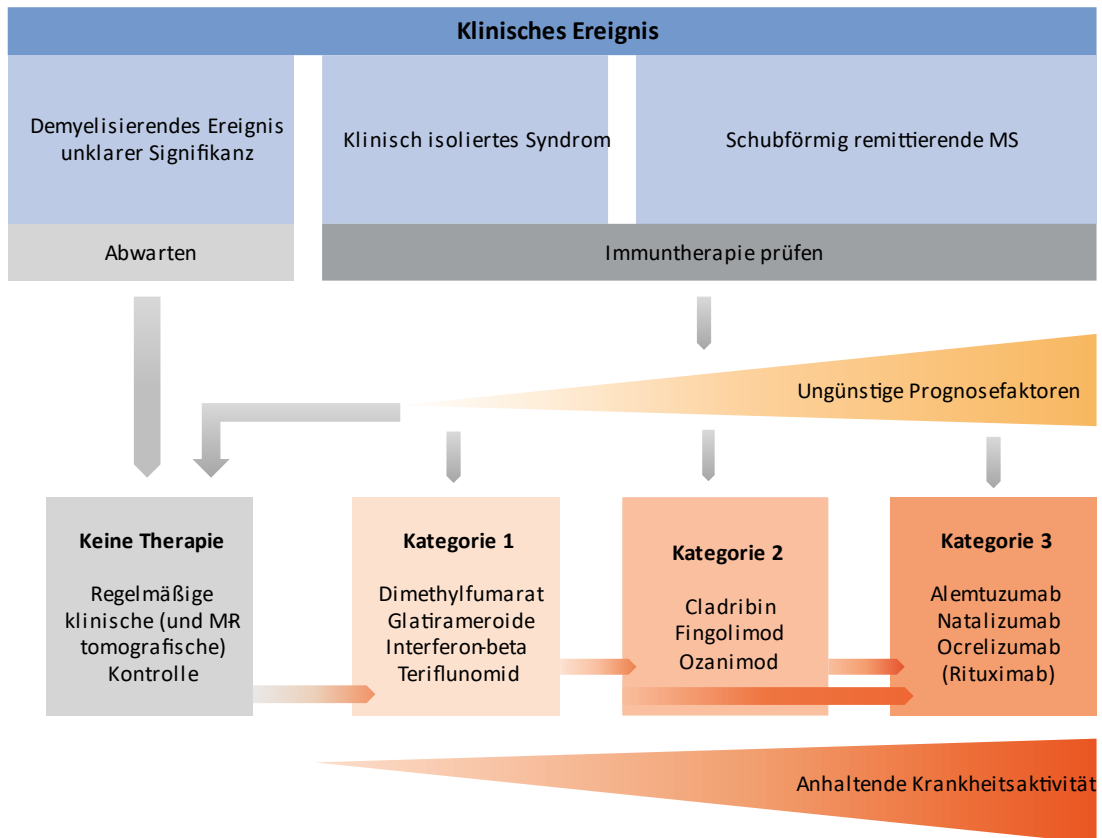 Klinisches Ereignis
Demyelisierendes Ereignis
unklarer Signifikanz
Klinisch isoliertes Syndrom
Schubförmig remittierende MS
Abwarten
Immuntherapie prüfen
Ungünstige Prognosefaktoren
Keine Therapie
Regelmäßige
klinische (und MR
tomografische)
Kontrolle
Kategorie 1
Dimethylfumarat
Glatirameroide
Interferon-beta
Teriflunomid
Kategorie 2
Cladribin
Fingolimod
Ozanimod
Kategorie 3
Alemtuzumab
Natalizumab
Ocrelizumab
(Rituximab)
Anhaltende Krankheitsaktivität